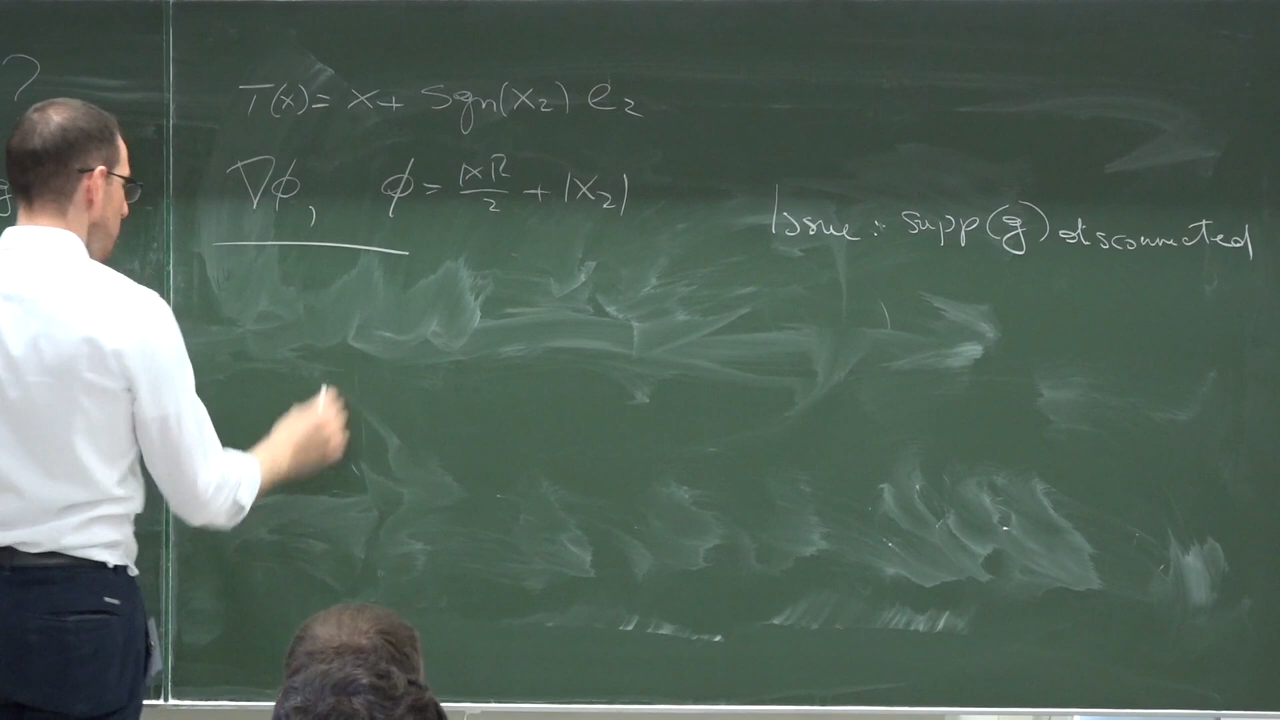 ?
T(x) = x + sgn(x₂) e₂
∇φ, φ = |x|²/2 + |x₂|
Issue : supp(g) disconnected
g